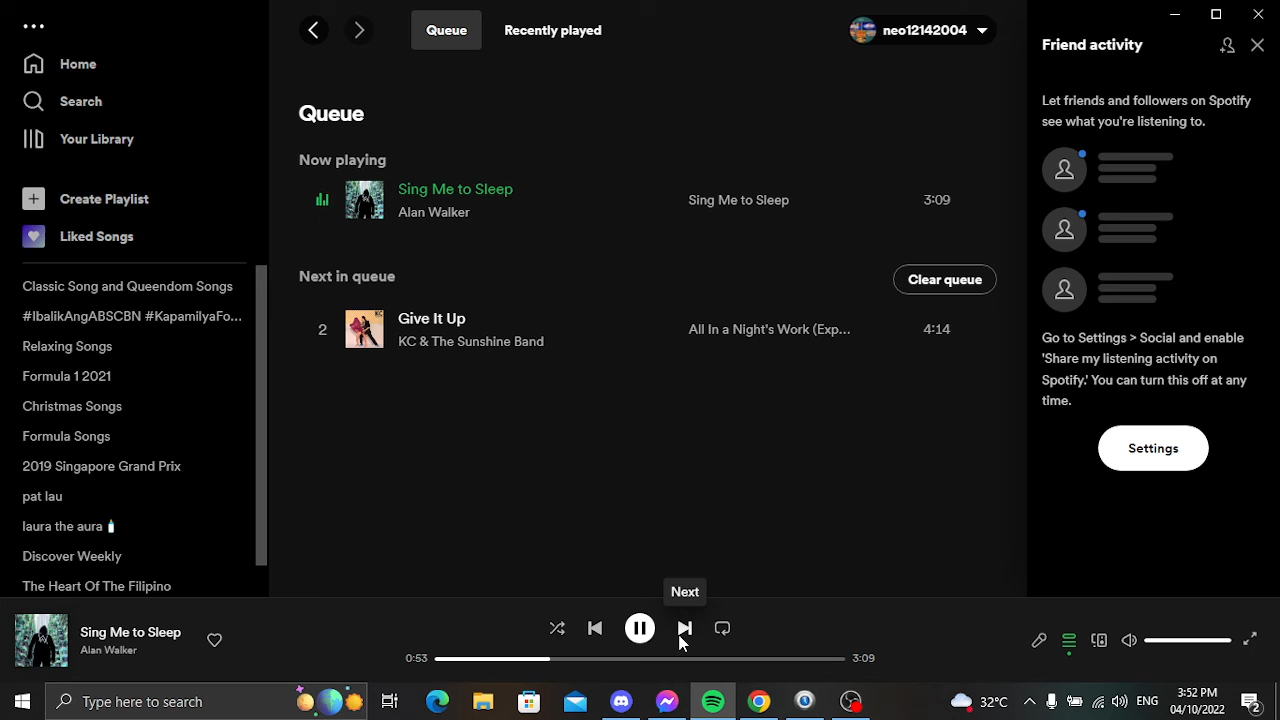 Home
Search
Your Library
Create Playlist
Liked Songs
Classic Song and Queendom Songs
#IbalikAngABSCBN #KapamilyaFo...
Relaxing Songs
Formula 1 2021
Christmas Songs
Formula Songs
2019 Singapore Grand Prix
pat lau
laura the aura
Discover Weekly
The Heart Of The Filipino
Queue
Recently played
neo12142004
Queue
Now playing
Sing Me to Sleep
Alan Walker
Sing Me to Sleep
3:09
Next in queue
Clear queue
2
Give It Up
KC & The Sunshine Band
All In a Night's Work (Exp...
4:14
Friend activity
Let friends and followers on Spotify
see what you're listening to.
Go to Settings > Social and enable
'Share my listening activity on
Spotify.' You can turn this off at any
time.
Settings
Next
Sing Me to Sleep
Alan Walker
0:53
3:09
Type here to search
32°C
ENG
3:52 PM
04/10/2022
2